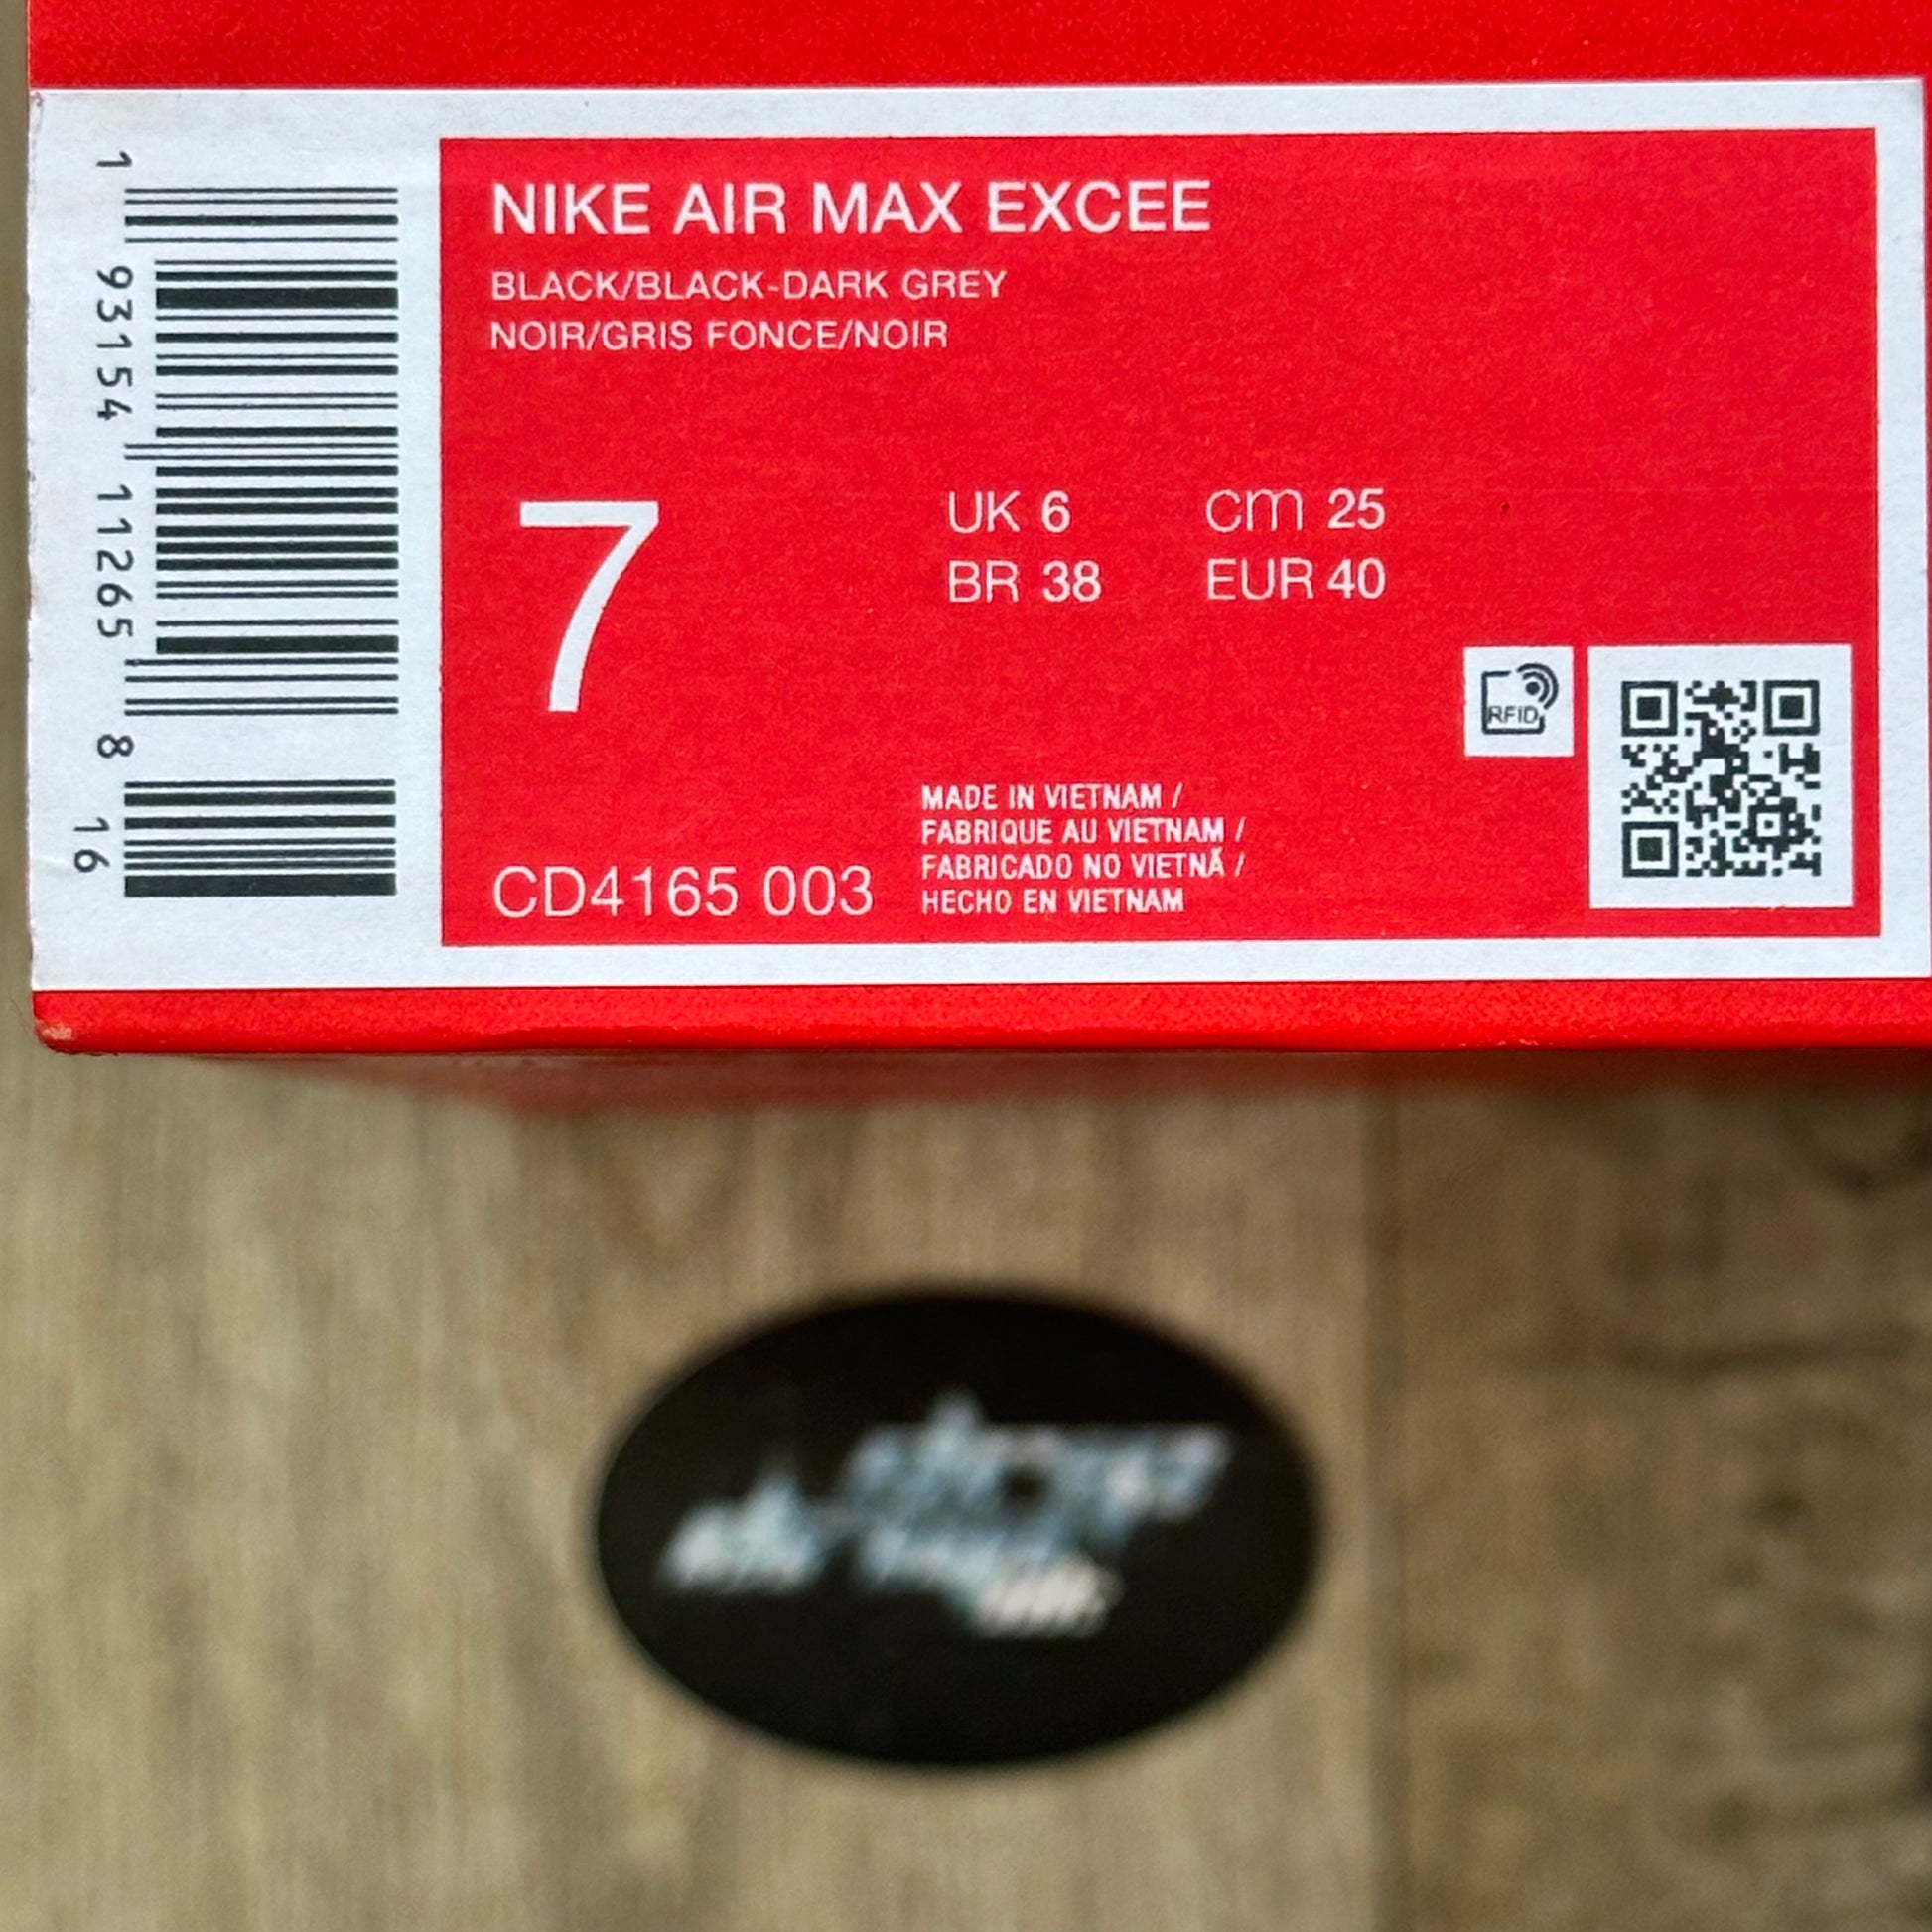 NIKE AIR MAX EXCEE
BLACK/BLACK-DARK GREY
NOIR/GRIS FONCE/NOIR
7
UK 6
cm 25
BR 38
EUR 40
RFID
MADE IN VIETNAM /
FABRIQUE AU VIETNAM /
FABRICADO NO VIETNÃ /
HECHO EN VIETNAM
CD4165 003
1 93154 11265 8
16